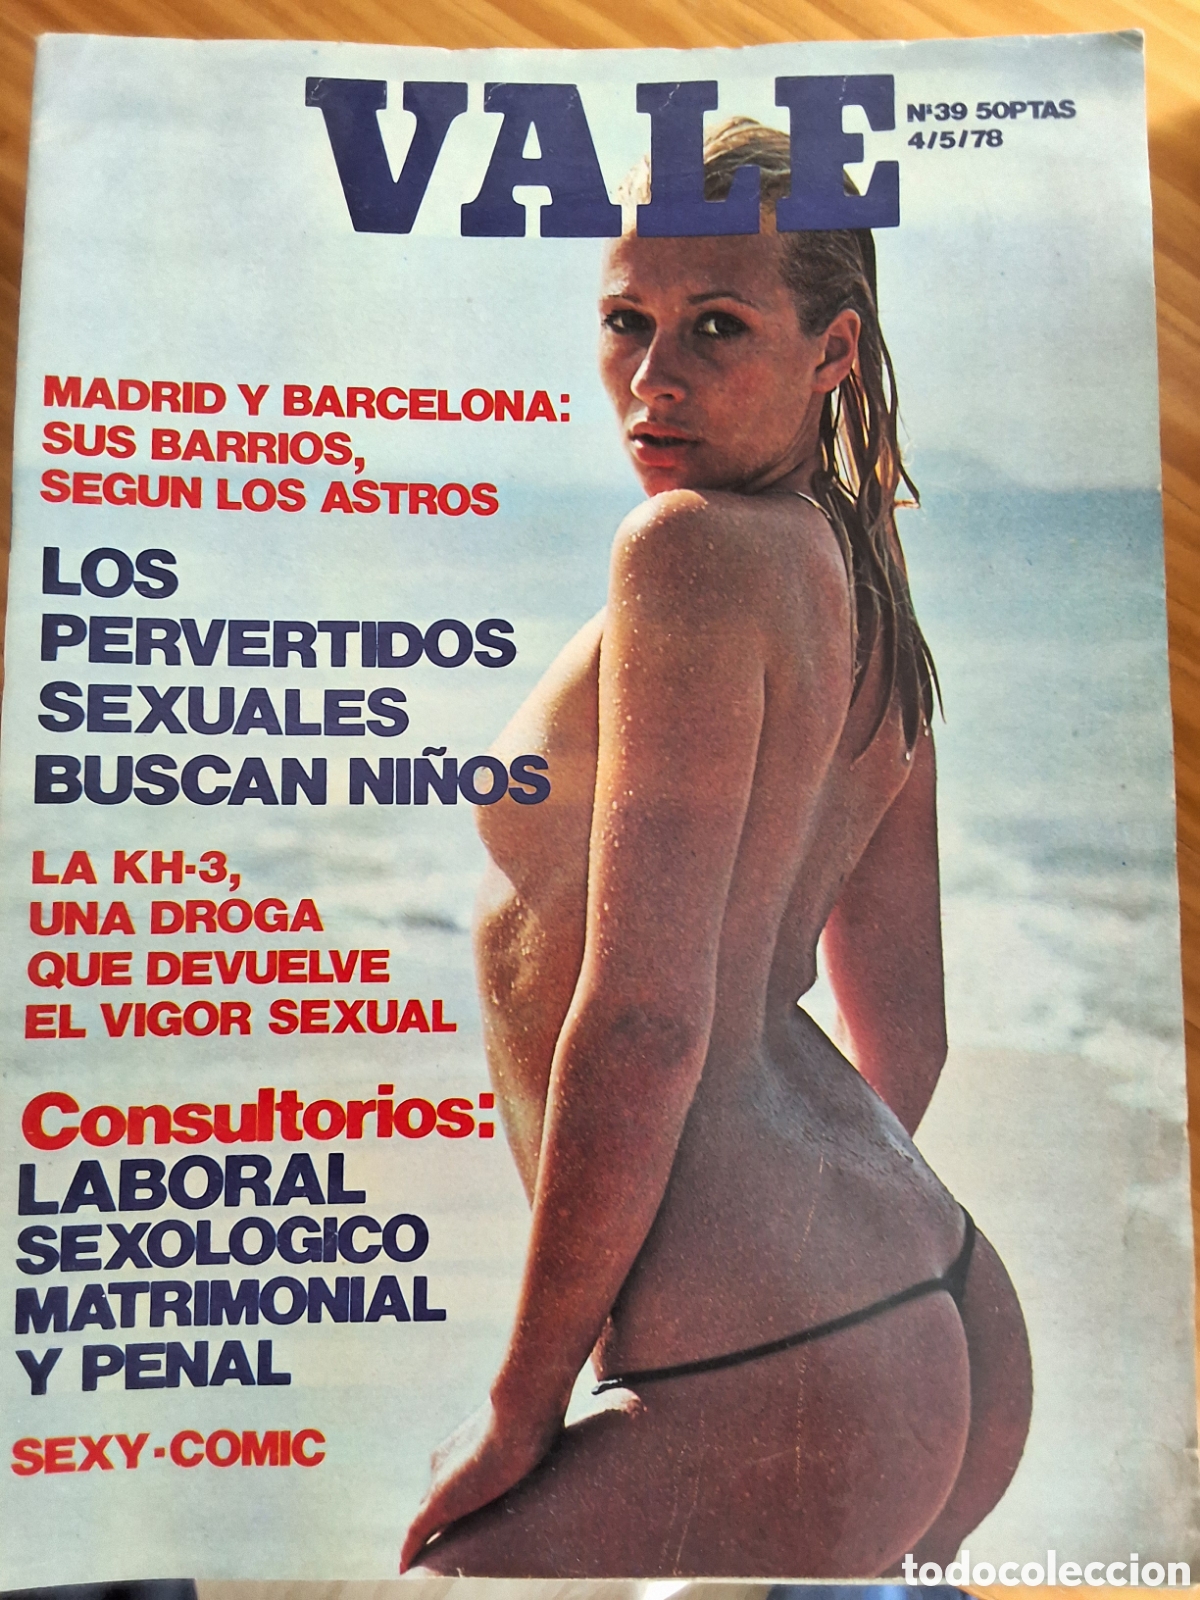 VALE
Nº39 50PTAS
4/5/78
MADRID Y BARCELONA:
SUS BARRIOS,
SEGUN LOS ASTROS
LOS
PERVERTIDOS
SEXUALES
BUSCAN NIÑOS
LA KH-3,
UNA DROGA
QUE DEVUELVE
EL VIGOR SEXUAL
Consultorios:
LABORAL
SEXOLOGICO
MATRIMONIAL
Y PENAL
SEXY-COMIC
todocoleccion